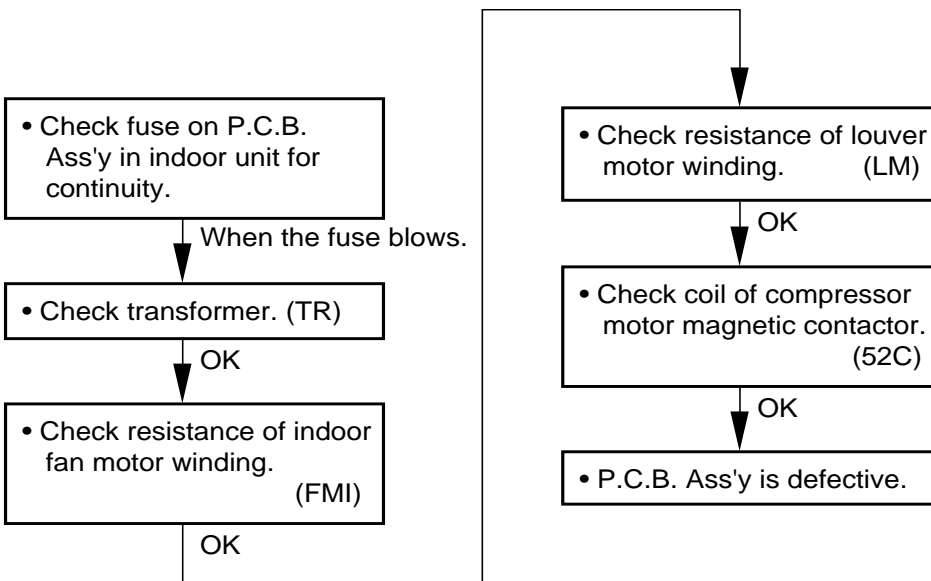 • Check fuse on P.C.B.
Ass'y in indoor unit for
continuity.
When the fuse blows.
• Check transformer. (TR)
OK
• Check resistance of indoor
fan motor winding.
(FMI)
OK
• Check resistance of louver
motor winding. (LM)
OK
• Check coil of compressor
motor magnetic contactor.
(52C)
OK
• P.C.B. Ass'y is defective.